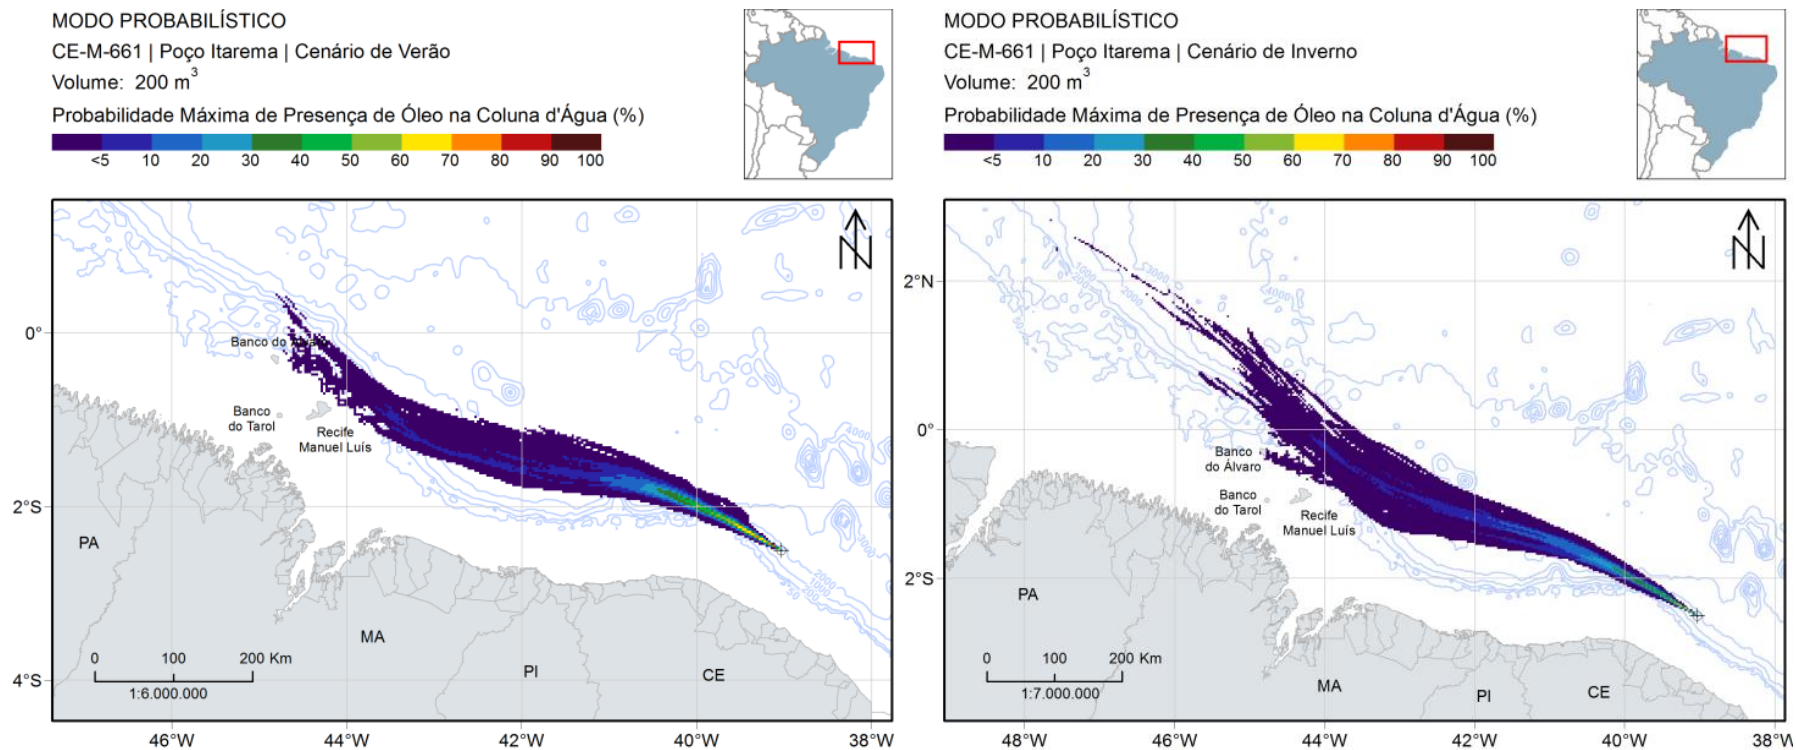 MODO PROBABILÍSTICO
CE-M-661 | Poço Itarema | Cenário de Verão
Volume: 200 m3
Probabilidade Máxima de Presença de Óleo na Coluna d'Água (%)
<5 10 20 30 40 50 60 70 80 90 100
N
0°
2°S
4°S
Banco do Álvaro
Banco
do Tarol
Recife
Manuel Luís
2000
50
PA
MA
PI
CE
0 100 200 Km
1:6.000.000
46°W 44°W 42°W 40°W 38°W
MODO PROBABILÍSTICO
CE-M-661 | Poço Itarema | Cenário de Inverno
Volume: 200 m3
Probabilidade Máxima de Presença de Óleo na Coluna d'Água (%)
<5 10 20 30 40 50 60 70 80 90 100
N
2°N
0°
2°S
1000
2000
3000
4000
Banco
do Álvaro
Banco
do Tarol
Recife
Manuel Luís
PA
MA
PI
CE
0 100 200 Km
1:7.000.000
48°W 46°W 44°W 42°W 40°W 38°W